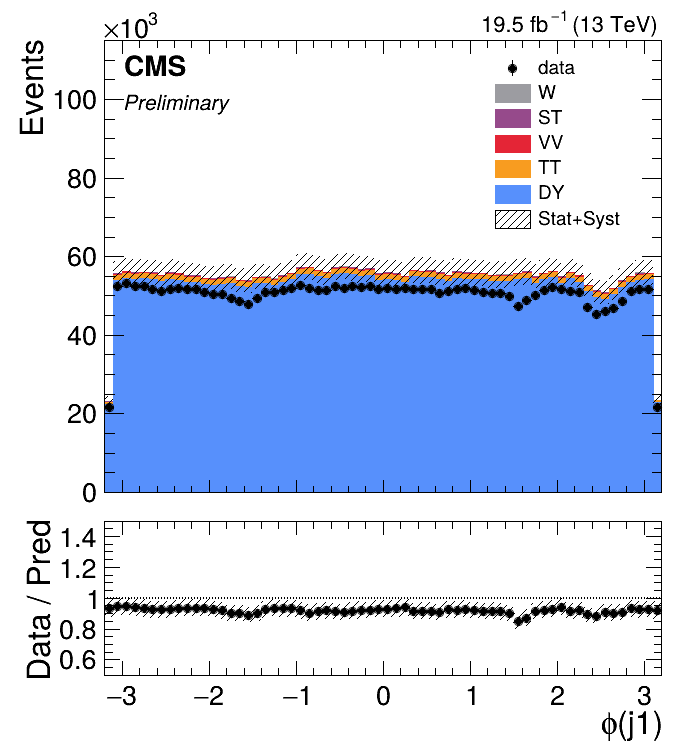 ×10³
19.5 fb⁻¹ (13 TeV)
Events
CMS
Preliminary
data
W
ST
VV
TT
DY
Stat+Syst
100
80
60
40
20
0
Data / Pred
1.4
1.2
1
0.8
0.6
−3 −2 −1 0 1 2 3
ϕ(j1)